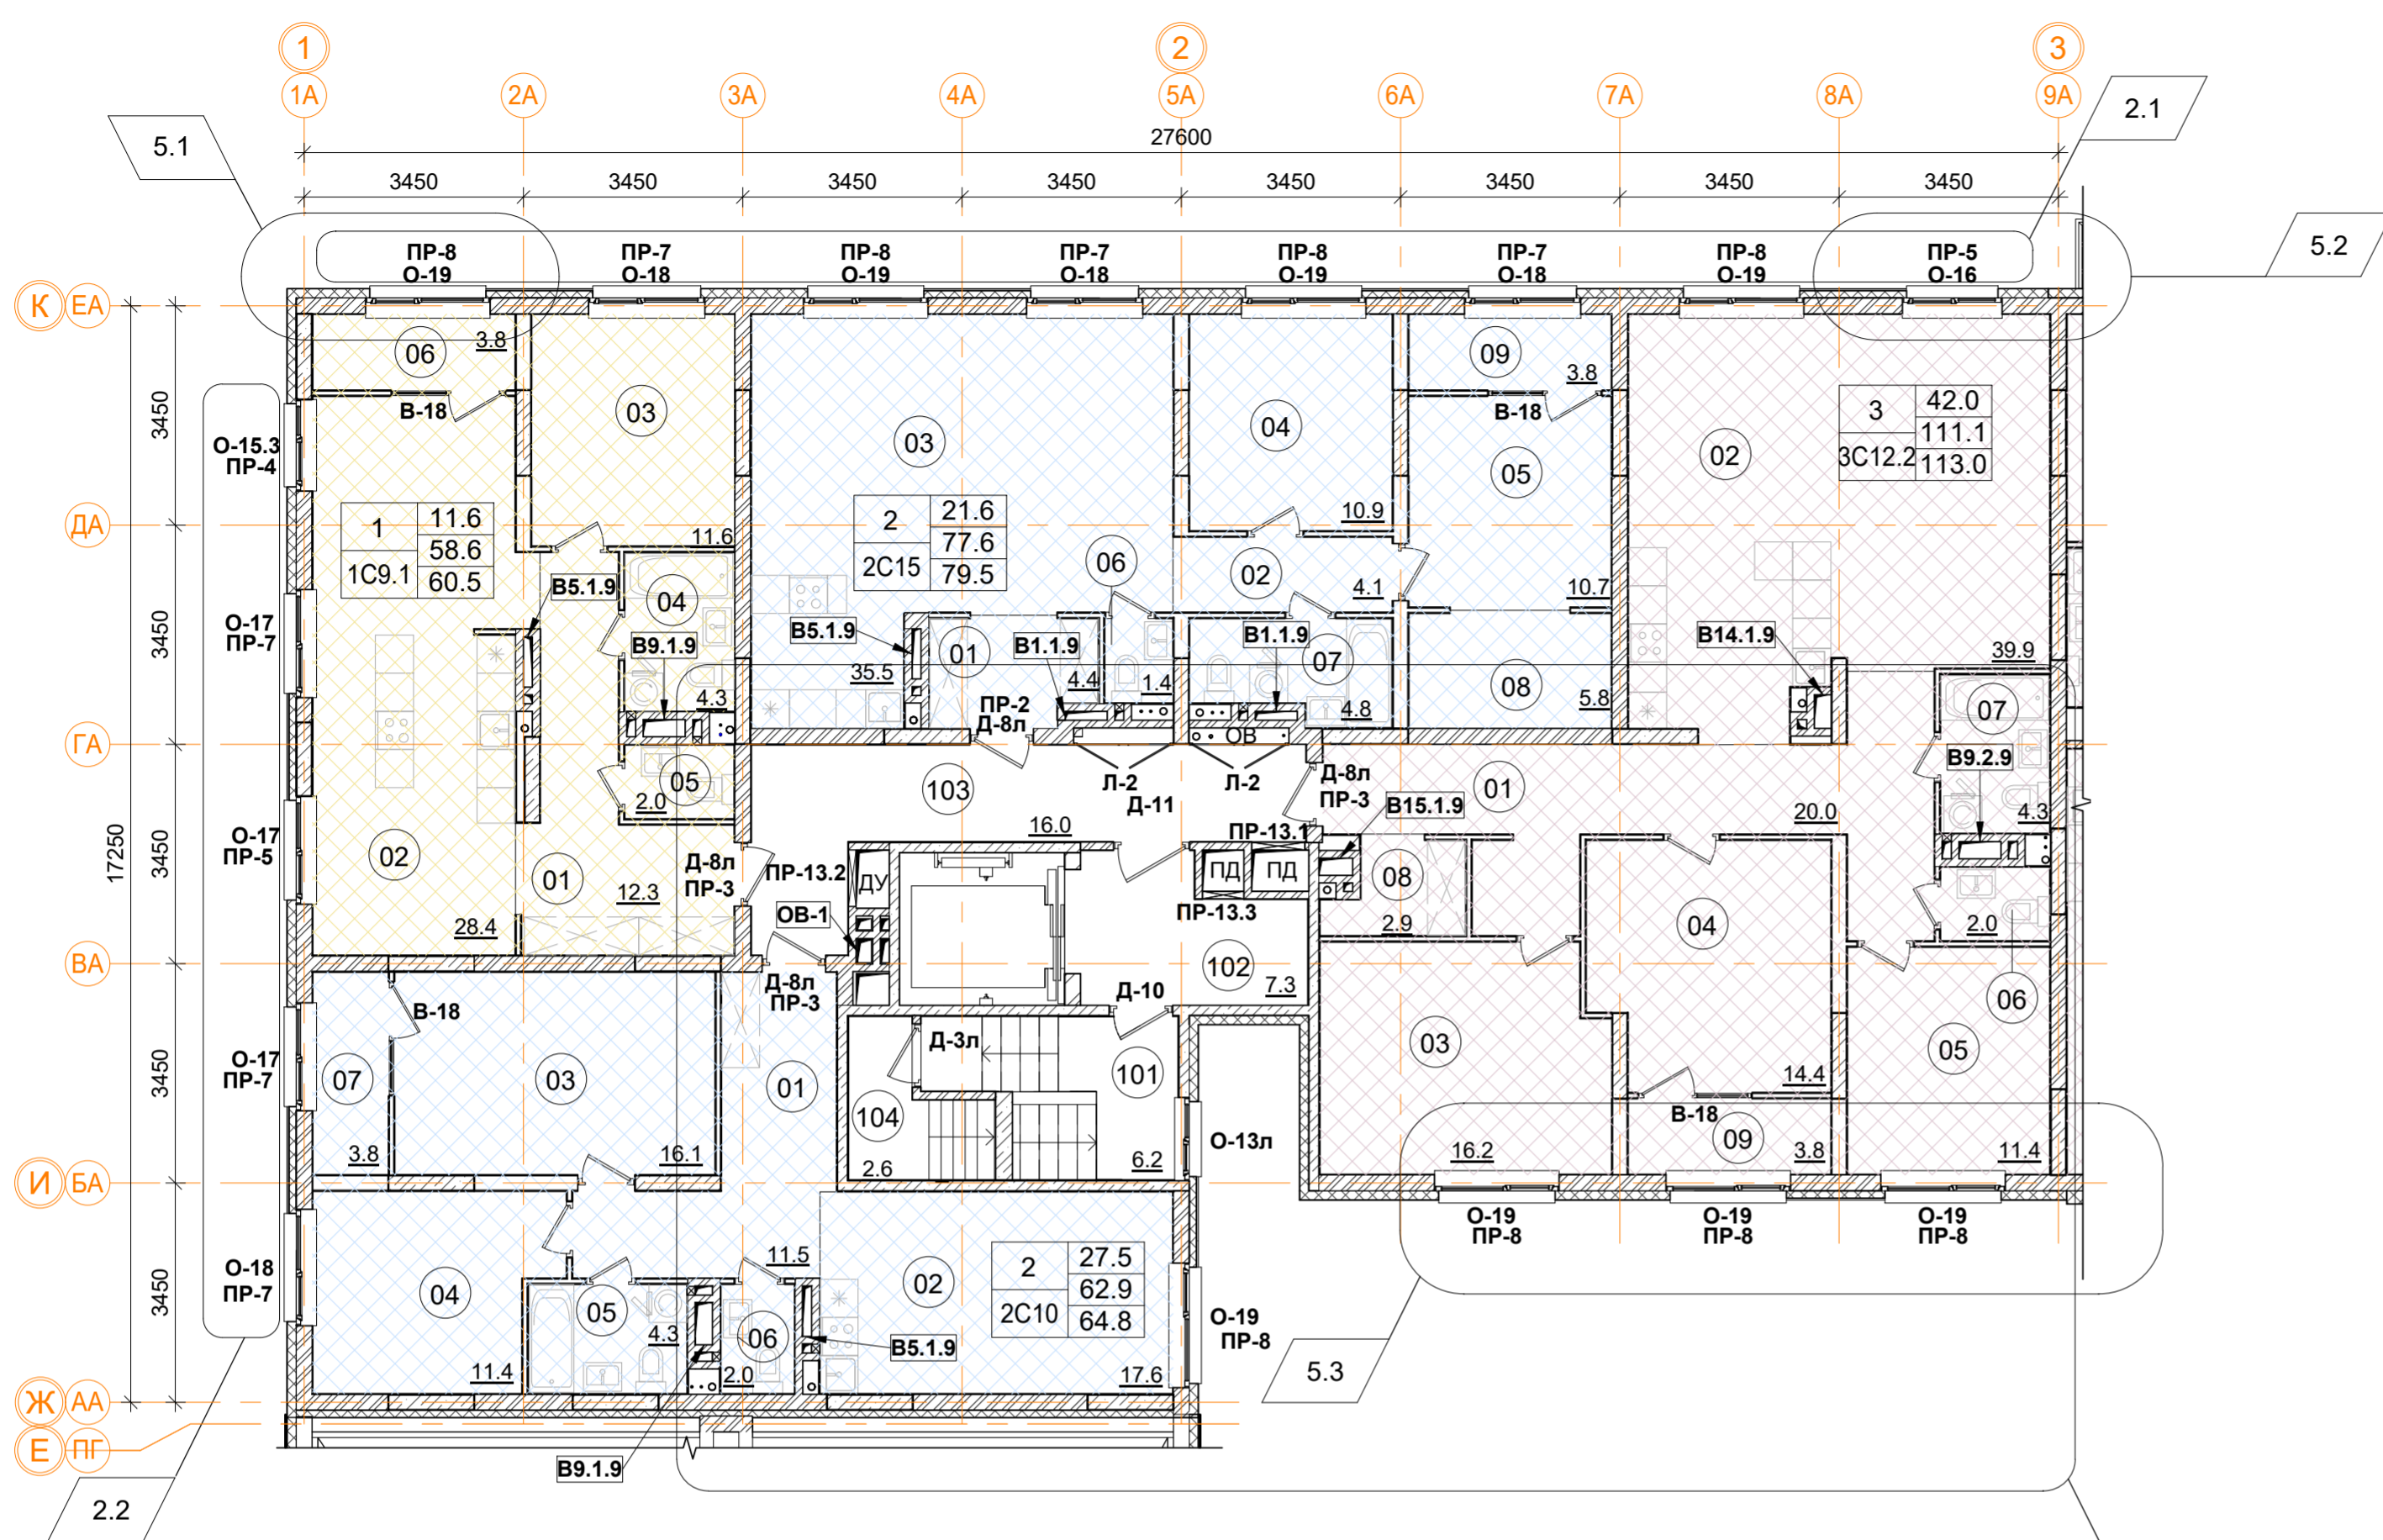 1 2 3
1А 2А 3А 4А 5А 6А 7А 8А 9А
5.1
2.1
27600
3450 3450 3450 3450 3450 3450 3450 3450
5.2
ПР-8 ПР-7 ПР-8 ПР-7 ПР-8 ПР-7 ПР-8 ПР-5
О-19 О-18 О-19 О-18 О-19 О-18 О-19 О-16
К ЕА
06 3.8
09 3.8
В-18
В-18
03
03
04
05
02
3 42.0
111.1
3С12.2 113.0
О-15.3
ПР-4
3450
1 11.6
58.6
1С9.1 60.5
2 21.6
77.6
2С15 79.5
ДА
11.6
10.9
В5.1.9
06
02
4.1
10.7
04
О-17
ПР-7
3450
В9.1.9
В5.1.9
01
В1.1.9
В1.1.9
07
В14.1.9
39.9
4.3
35.5
4.4
1.4
4.8
08
5.8
07
ПР-2
Д-8л
ОВ
ГА
В9.2.9
05
2.0
103
Л-2
Д-11
Л-2
Д-8л
ПР-3
01
20.0
4.3
В15.1.9
16.0
ПР-13.1
17250
3450
О-17
ПР-5
02
28.4
01
12.3
Д-8л
ПР-3
ПР-13.2
ДУ
ПД ПД
ПР-13.3
08
2.9
04
2.0
ОВ-1
ВА
102
7.3
06
Д-8л
ПР-3
Д-10
В-18
Д-3л
О-17
ПР-7
3450
07
3.8
03
16.1
01
101
6.2
104
2.6
03
16.2
14.4
В-18
09
3.8
05
11.4
О-13л
И БА
О-19 О-19 О-19
ПР-8 ПР-8 ПР-8
О-18
ПР-7
3450
04
11.4
11.5
05
4.3
06
2.0
02
2 27.5
62.9
2С10 64.8
В5.1.9
17.6
О-19
ПР-8
5.3
Ж АА
Е ПГ
В9.1.9
2.2